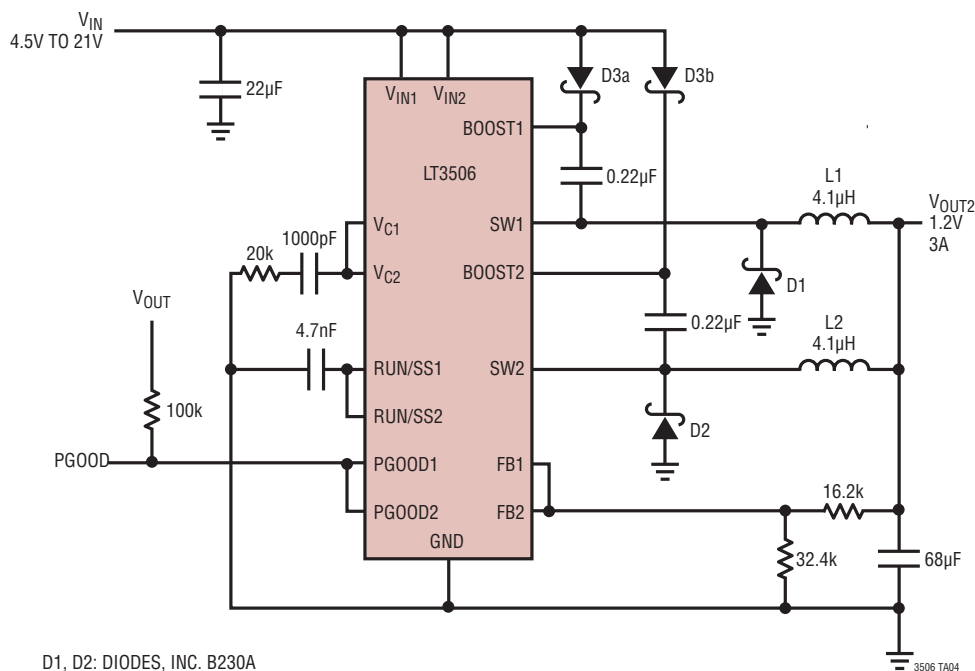 VIN
4.5V TO 21V
22µF
VIN1
VIN2
D3a
D3b
BOOST1
LT3506
0.22µF
L1
4.1µH
VOUT2
1.2V
3A
VC1
SW1
1000pF
20k
VC2
BOOST2
D1
VOUT
4.7nF
0.22µF
L2
4.1µH
RUN/SS1
SW2
100k
RUN/SS2
D2
PGOOD
PGOOD1
FB1
16.2k
PGOOD2
FB2
GND
32.4k
68µF
D1, D2: DIODES, INC. B230A
3506 TA04